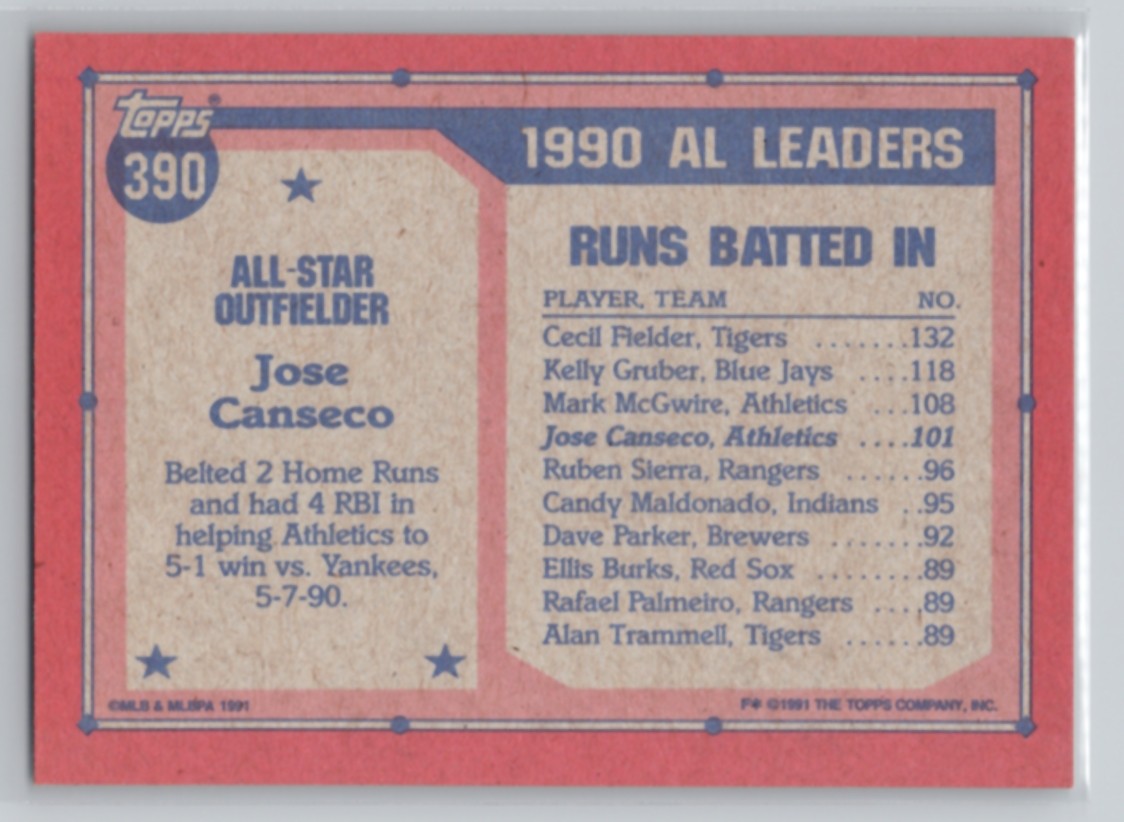 Topps®
390
ALL-STAR
OUTFIELDER
Jose
Canseco
Belted 2 Home Runs
and had 4 RBI in
helping Athletics to
5-1 win vs. Yankees,
5-7-90.
1990 AL LEADERS
RUNS BATTED IN
PLAYER, TEAM NO.
Cecil Fielder, Tigers .......132
Kelly Gruber, Blue Jays ....118
Mark McGwire, Athletics ...108
Jose Canseco, Athletics ....101
Ruben Sierra, Rangers ......96
Candy Maldonado, Indians ..95
Dave Parker, Brewers .......92
Ellis Burks, Red Sox ........89
Rafael Palmeiro, Rangers ....89
Alan Trammell, Tigers ......89
©MLB & MLBPA 1991
F* ©1991 THE TOPPS COMPANY, INC.